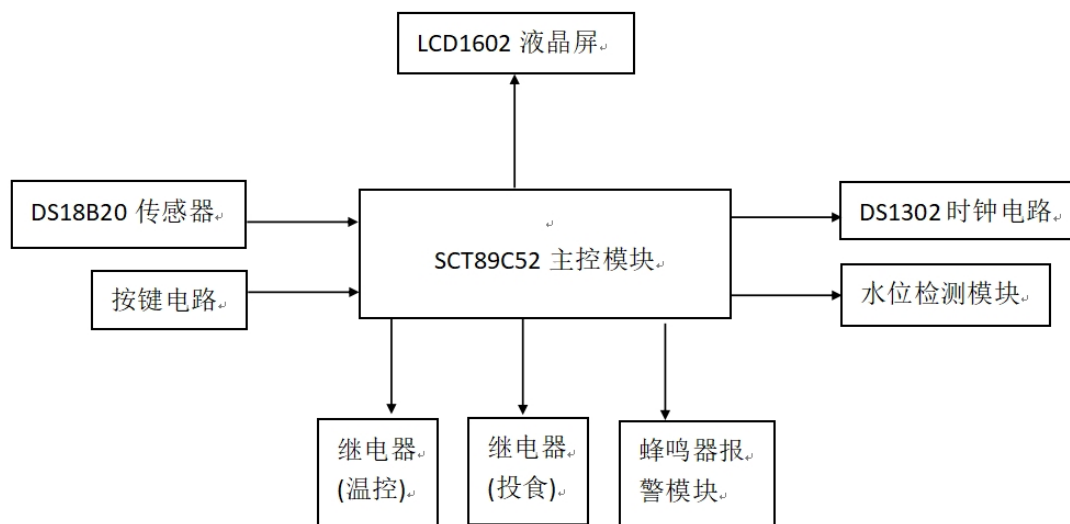 LCD1602 液晶屏
DS18B20 传感器
DS1302 时钟电路
SCT89C52 主控模块
按键电路
水位检测模块
继电器
(温控)
继电器
(投食)
蜂鸣器报
警模块